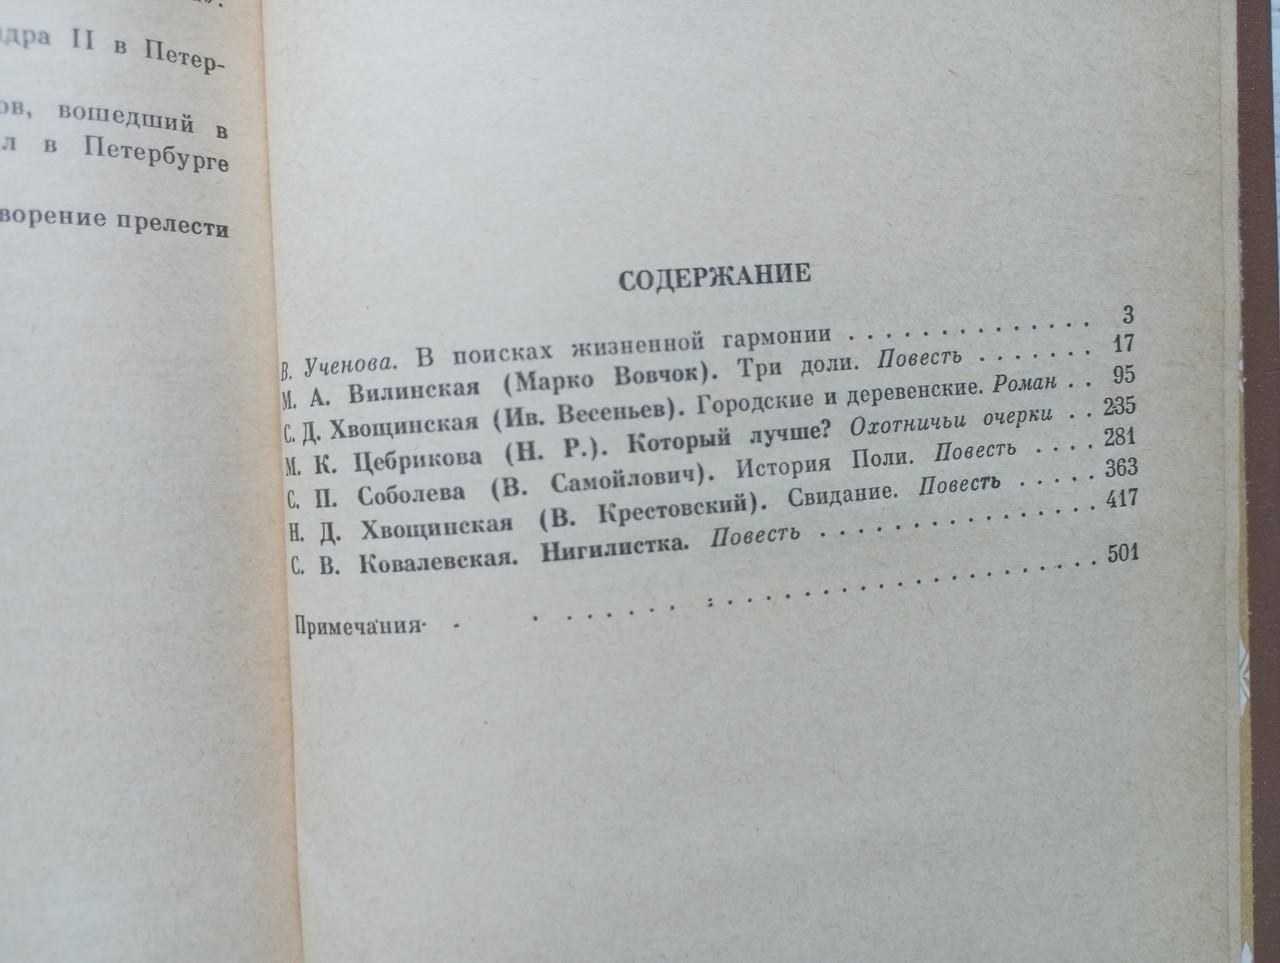 ндра II в Петер-
ов, вошедший в
л в Петербурге
ворение прелести
СОДЕРЖАНИЕ
В. Ученова. В поисках жизненной гармонии . . . . . . . . . . . . . . 3
М. А. Вилинская (Марко Вовчок). Три доли. Повесть . . . . . . . 17
С. Д. Хвощинская (Ив. Весеньев). Городские и деревенские. Роман . . 95
М. К. Цебрикова (Н. Р.). Который лучше? Охотничьи очерки . . 235
С. П. Соболева (В. Самойлович). История Поли. Повесть . . . . 281
Н. Д. Хвощинская (В. Крестовский). Свидание. Повесть . . . . . 363
С. В. Ковалевская. Нигилистка. Повесть . . . . . . . . . . . . . . . . . 417
Примечания . . . . . . . . . . . . . . . . . . . . . . . . . . . . . 501